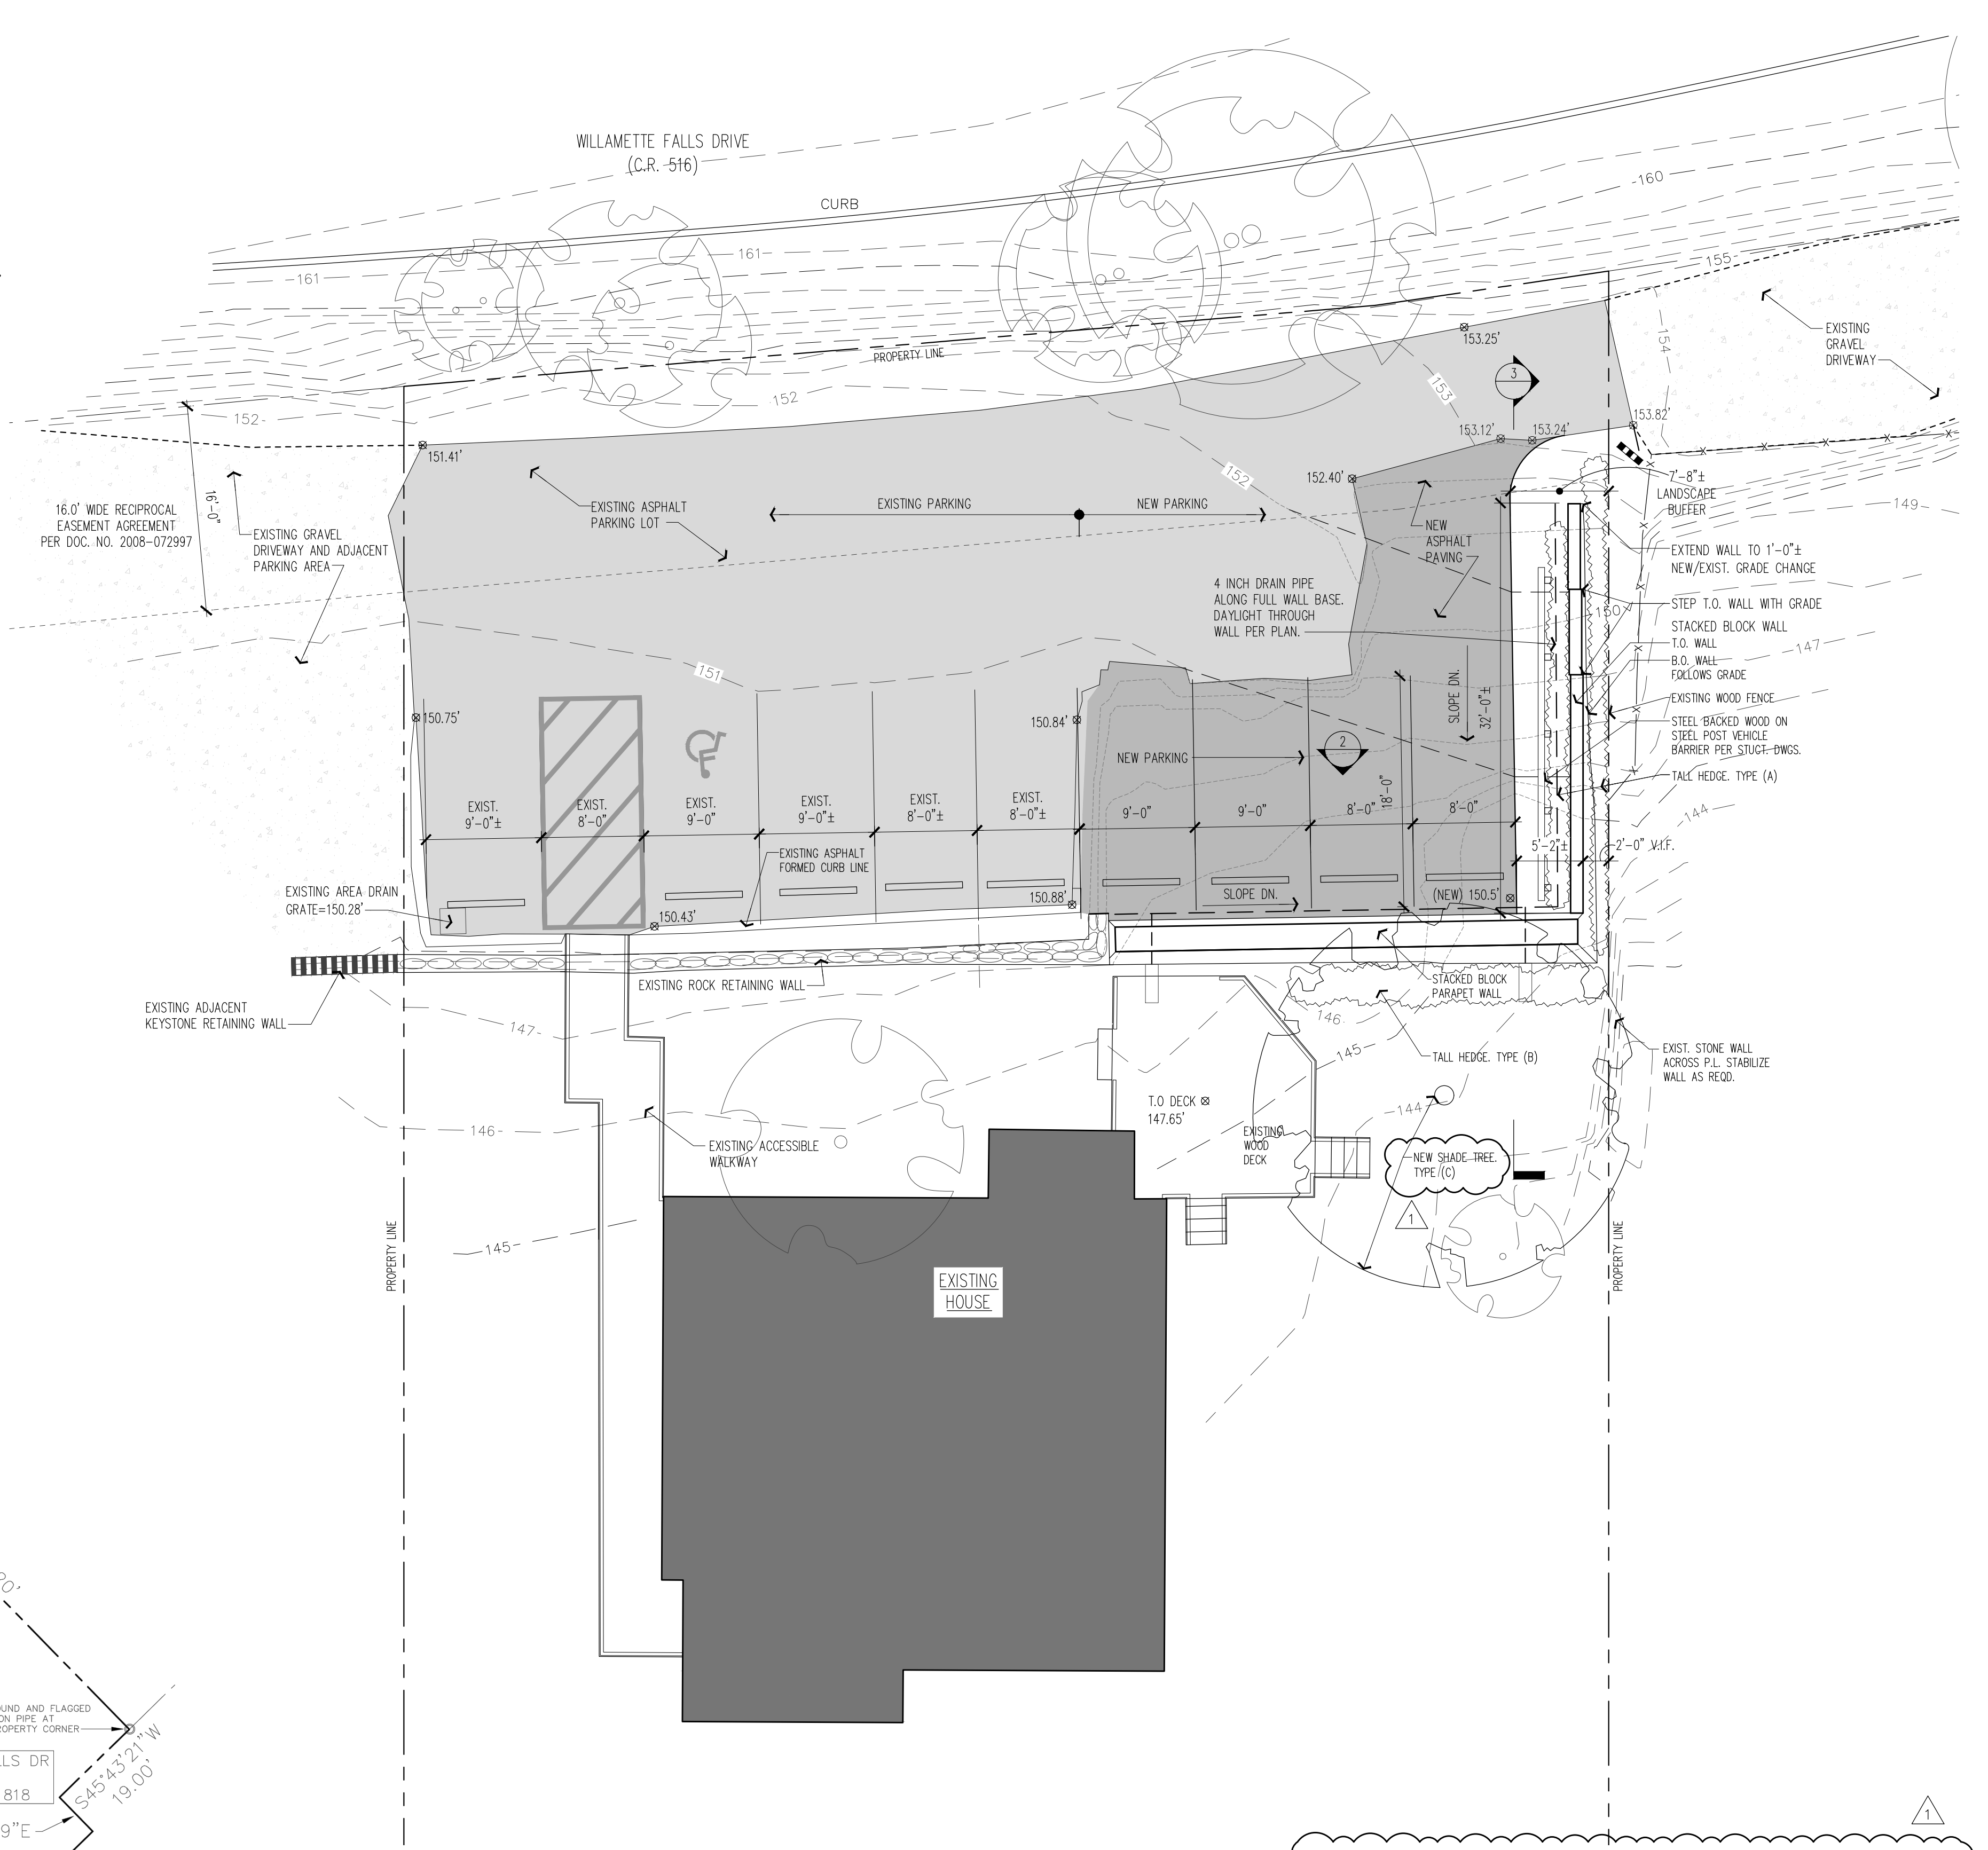 WILLAMETTE FALLS DRIVE
(C.R. 516)
CURB
160
161
161
155
PROPERTY LINE
153.25'
154
EXISTING
GRAVEL
DRIVEWAY
3
153
152
152
153.82'
153.12'
153.24'
151.41'
152
152.40'
7'-8"±
LANDSCAPE
BUFFER
149
16'-0"
16.0' WIDE RECIPROCAL
EASEMENT AGREEMENT
PER DOC. NO. 2008-072997
EXISTING GRAVEL
DRIVEWAY AND ADJACENT
PARKING AREA
EXISTING ASPHALT
PARKING LOT
EXISTING PARKING
NEW PARKING
NEW
ASPHALT
PAVING
EXTEND WALL TO 1'-0"±
NEW/EXIST. GRADE CHANGE
4 INCH DRAIN PIPE
ALONG FULL WALL BASE.
DAYLIGHT THROUGH
WALL PER PLAN.
STEP T.O. WALL WITH GRADE
150
STACKED BLOCK WALL
T.O. WALL
147
B.O. WALL
FOLLOWS GRADE
151
EXISTING WOOD FENCE
STEEL BACKED WOOD ON
STEEL POST VEHICLE
BARRIER PER STUCT. DWGS.
SLOPE DN.
32'-0"±
150.75'
150.84'
NEW PARKING
2
18'-0"
TALL HEDGE. TYPE (A)
144
EXIST.
9'-0"±
EXIST.
8'-0"
EXIST.
9'-0"
EXIST.
9'-0"±
EXIST.
8'-0"±
EXIST.
8'-0"±
9'-0"
9'-0"
8'-0"
8'-0"
5'-2"±
2'-0" V.I.F.
EXISTING ASPHALT
FORMED CURB LINE
EXISTING AREA DRAIN
GRATE=150.28'
150.43'
150.88'
SLOPE DN.
(NEW) 150.5'
EXISTING ROCK RETAINING WALL
STACKED BLOCK
PARAPET WALL
EXISTING ADJACENT
KEYSTONE RETAINING WALL
147
146
145
TALL HEDGE. TYPE (B)
EXIST. STONE WALL
ACROSS P.L. STABILIZE
WALL AS REQD.
T.O DECK
147.65'
144
146
EXISTING ACCESSIBLE
WALKWAY
EXISTING
WOOD
DECK
NEW SHADE TREE.
TYPE (C)
1
145
PROPERTY LINE
PROPERTY LINE
EXISTING
HOUSE
OUND AND FLAGGED
ON PIPE AT
ROPERTY CORNER
S45°43'21"W
19.00'
LLS DR
818
9"E
1